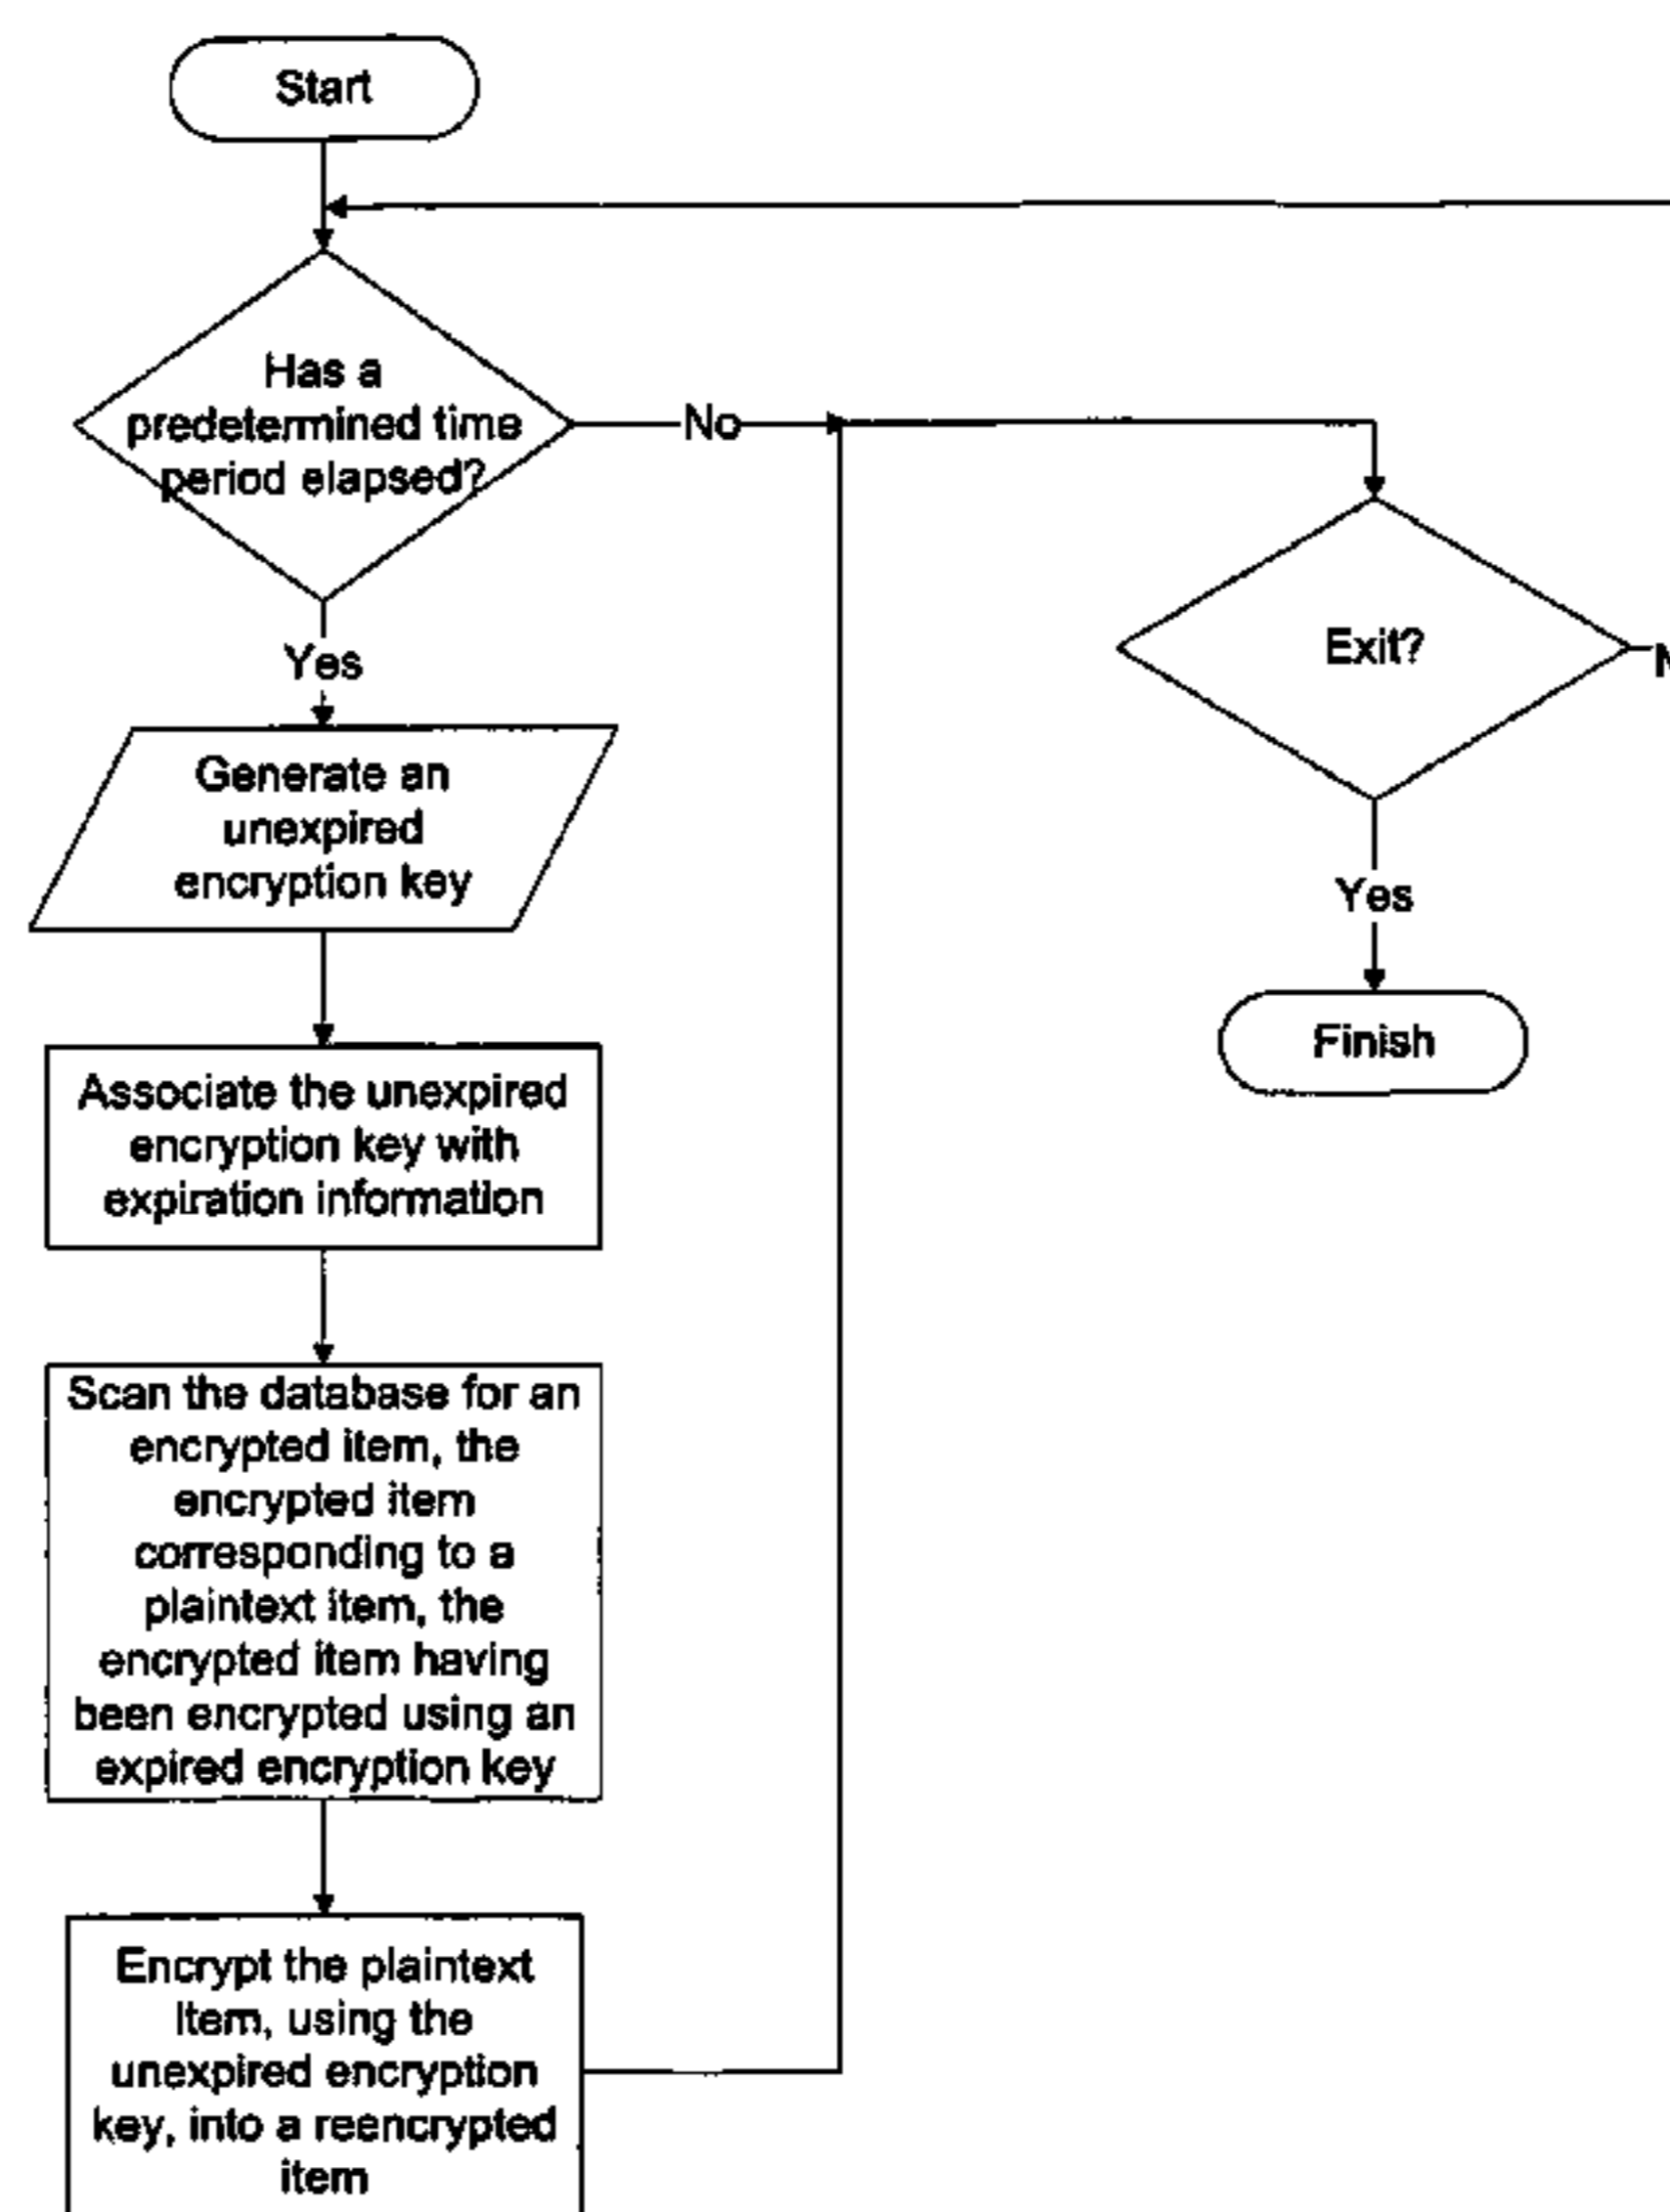 Start
Has a
predetermined time
period elapsed?
No
Yes
Generate an
unexpired
encryption key
Associate the unexpired
encryption key with
expiration information
Scan the database for an
encrypted item, the
encrypted item
corresponding to a
plaintext item, the
encrypted item having
been encrypted using an
expired encryption key
Encrypt the plaintext
item, using the
unexpired encryption
key, into a reencrypted
item
Exit?
Yes
Finish